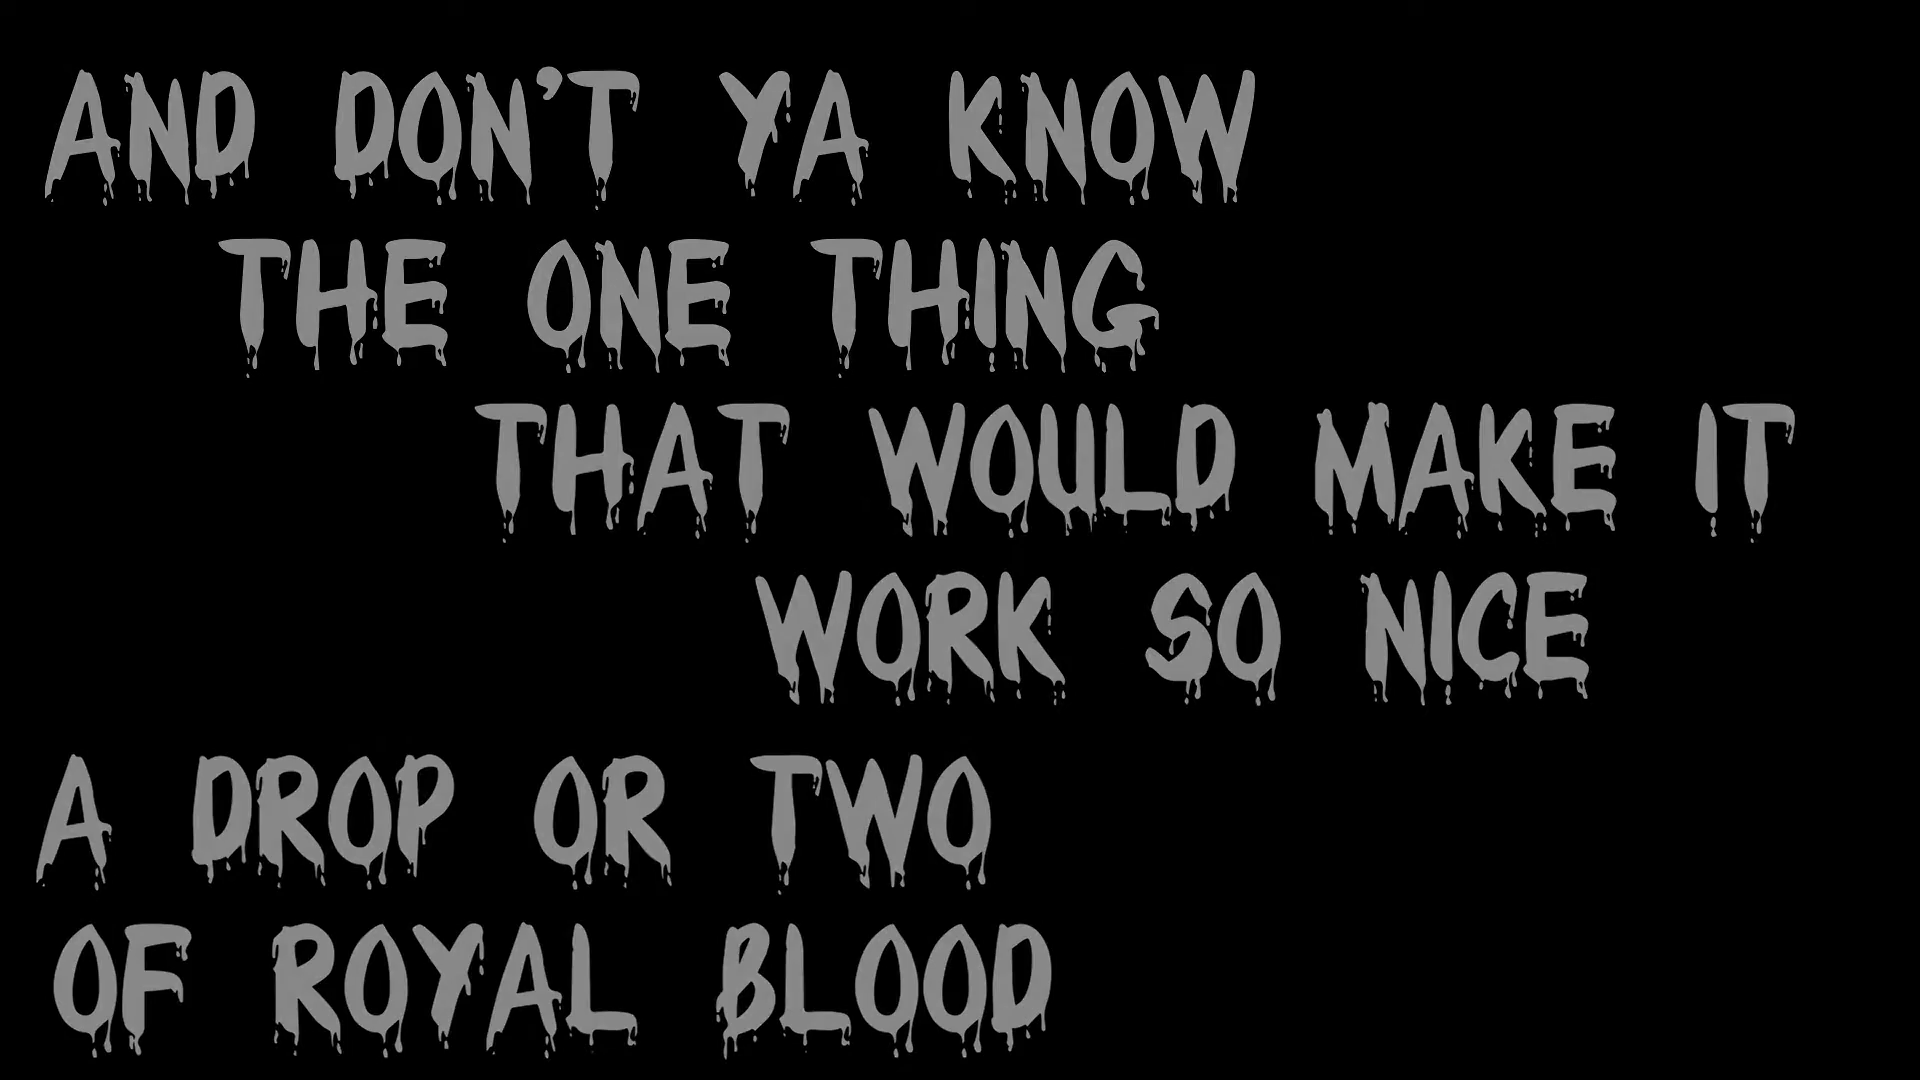 AND DON'T YA KNOW
THE ONE THING
THAT WOULD MAKE IT
WORK SO NICE
A DROP OR TWO
OF ROYAL BLOOD